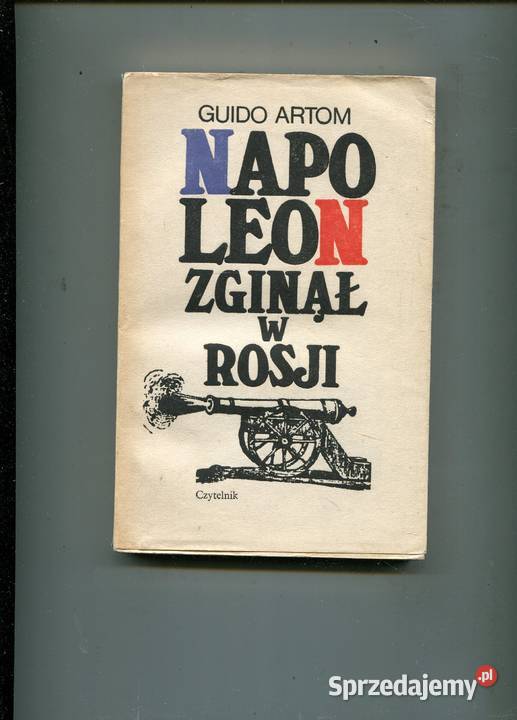 GUIDO ARTOM
NAPO
LEON
ZGINĄŁ
W
ROSJI
Czytelnik
Sprzedajemy.pl